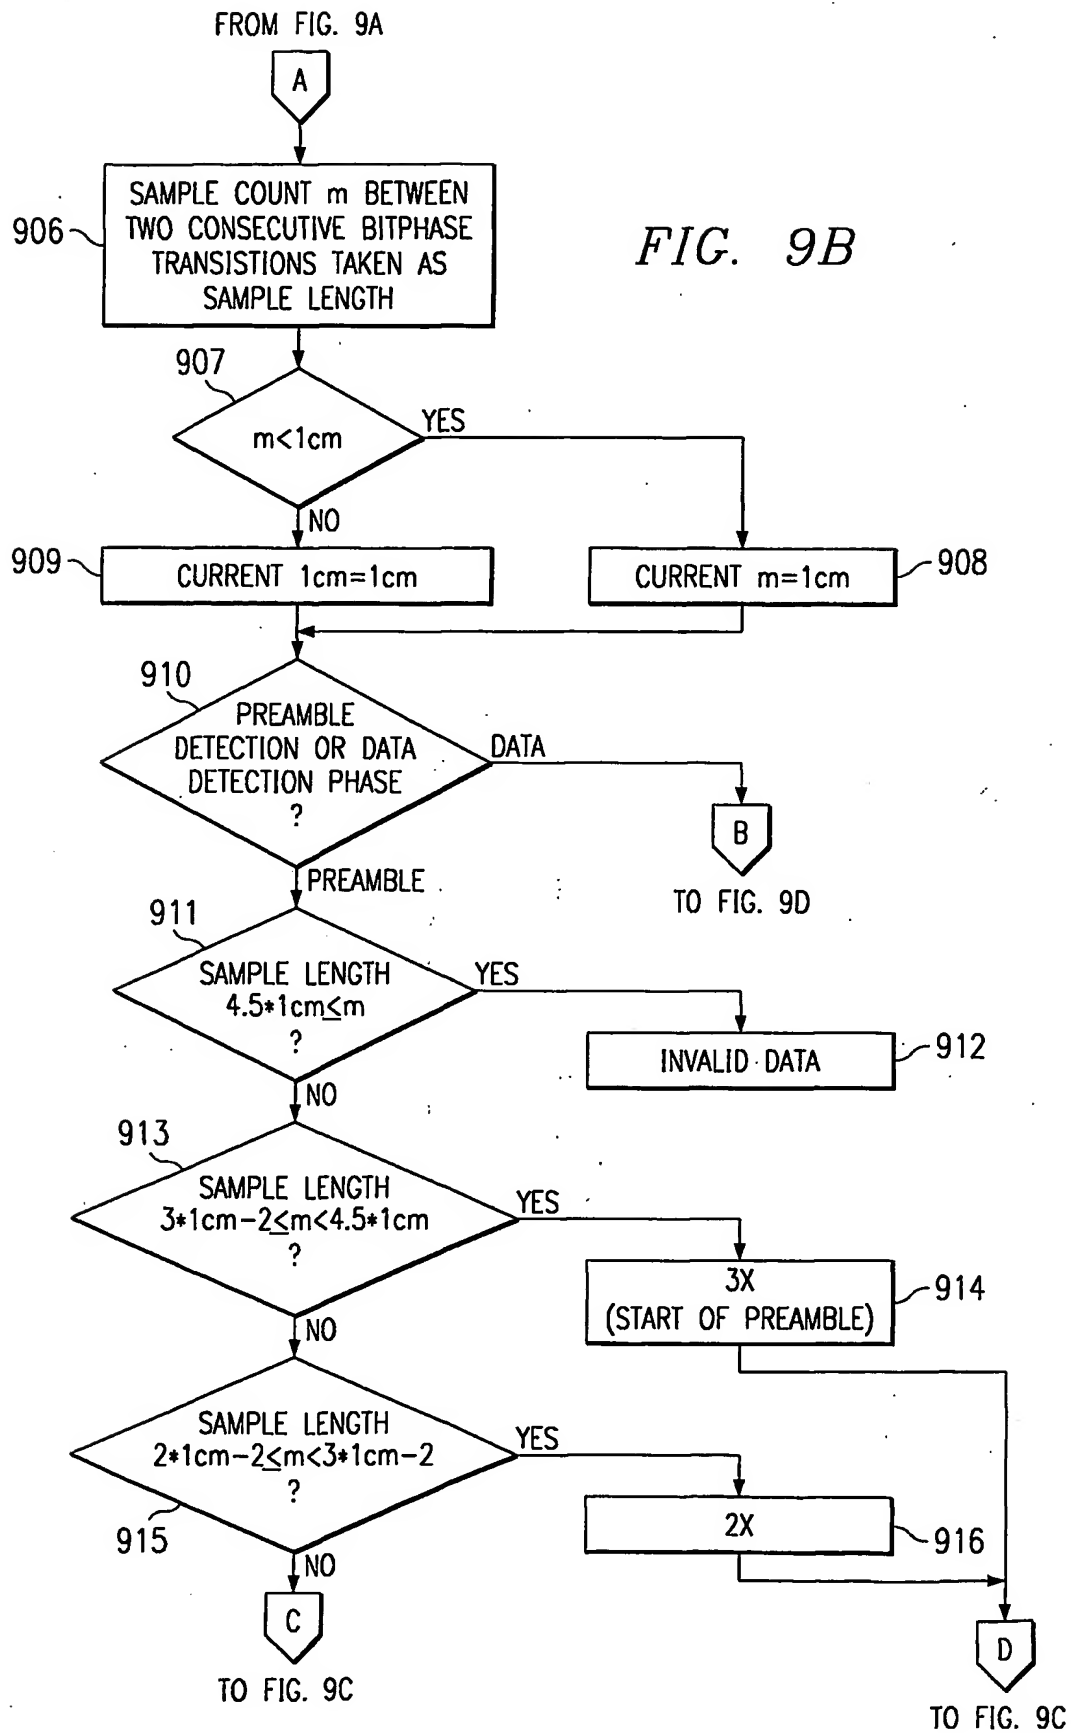 FROM FIG. 9A
A
906
SAMPLE COUNT m BETWEEN
TWO CONSECUTIVE BITPHASE
TRANSISTIONS TAKEN AS
SAMPLE LENGTH
FIG. 9B
907
m<1cm
YES
NO
909
CURRENT 1cm=1cm
CURRENT m=1cm
908
910
PREAMBLE
DETECTION OR DATA
DETECTION PHASE
?
DATA
B
TO FIG. 9D
PREAMBLE
911
SAMPLE LENGTH
4.5*1cm≤m
?
YES
INVALID DATA
912
NO
913
SAMPLE LENGTH
3*1cm-2≤m<4.5*1cm
?
YES
3X
(START OF PREAMBLE)
914
NO
SAMPLE LENGTH
2*1cm-2≤m<3*1cm-2
?
YES
915
2X
916
NO
C
TO FIG. 9C
D
TO FIG. 9C